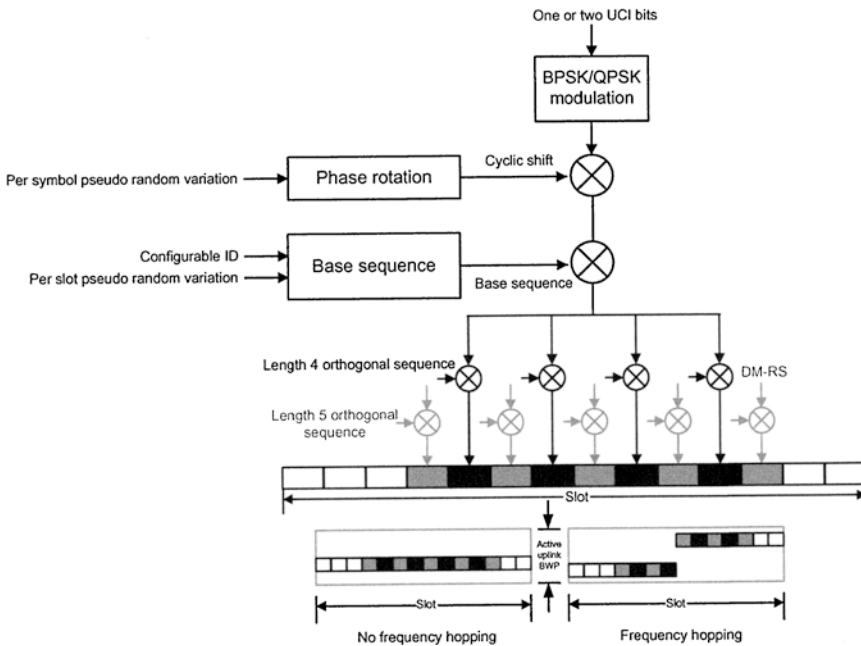 One or two UCI bits
BPSK/QPSK
modulation
Cyclic shift
Per symbol pseudo random variation
Phase rotation
Configurable ID
Per slot pseudo random variation
Base sequence
Base sequence
Length 4 orthogonal sequence
DM-RS
Length 5 orthogonal
sequence
Slot
Active
uplink
BWP
Slot
Slot
No frequency hopping
Frequency hopping